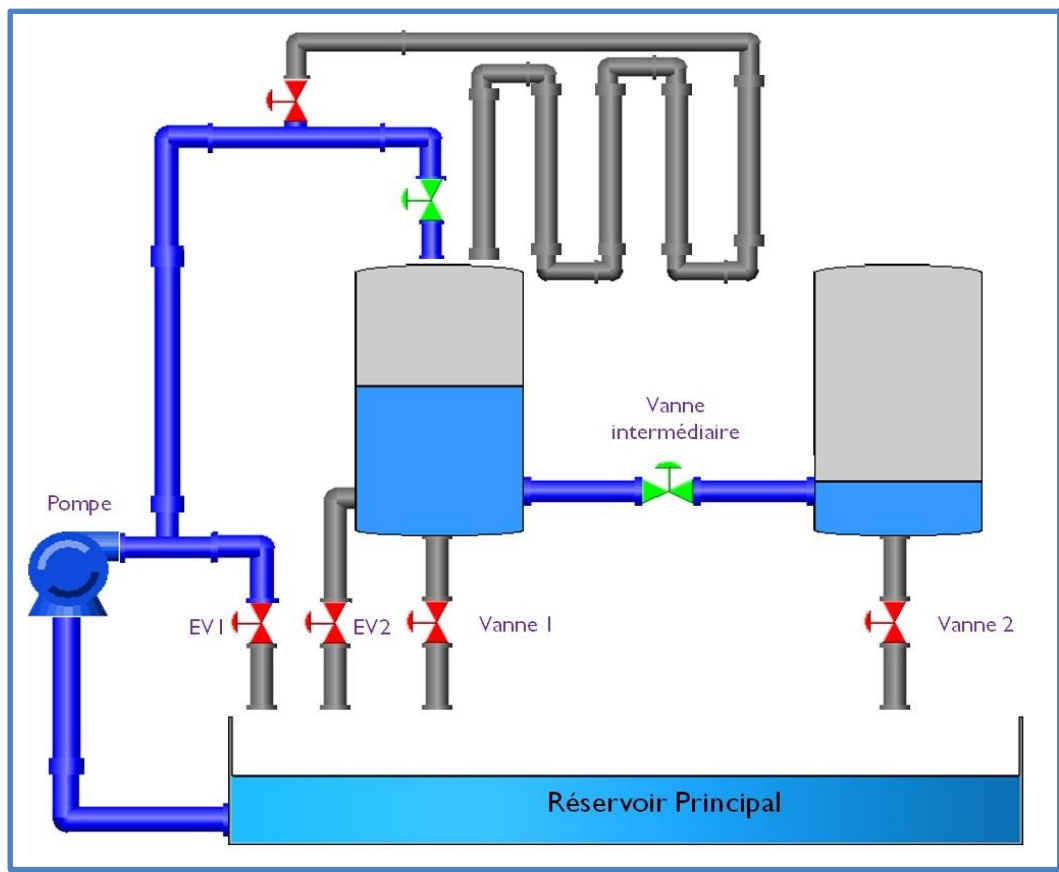 Vanne
intermédiaire
Pompe
EV1
EV2
Vanne 1
Vanne 2
Réservoir Principal